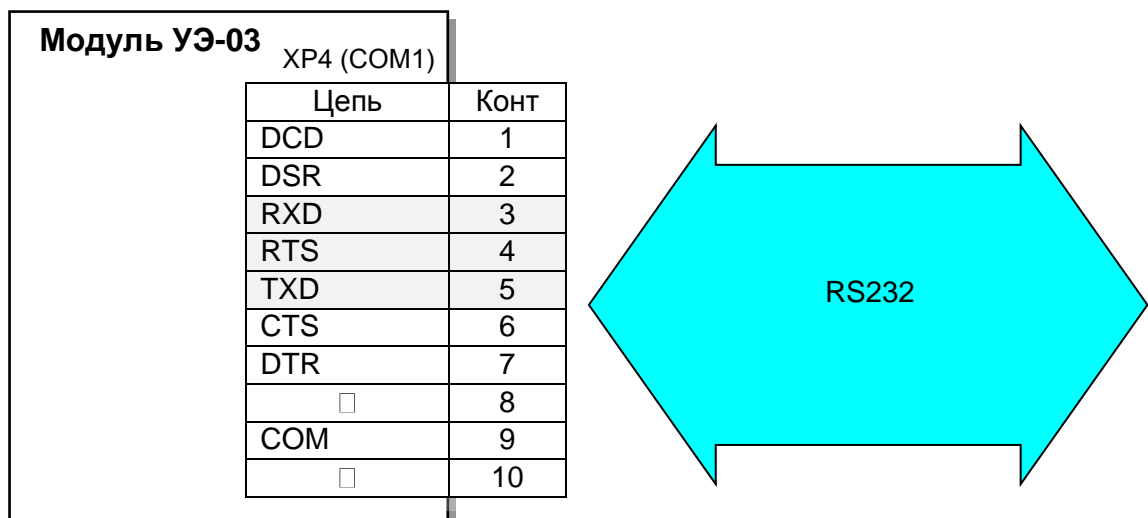 Модуль УЭ-03
XP4 (COM1)
Цепь Конт
DCD 1
DSR 2
RXD 3
RTS 4
TXD 5
CTS 6
DTR 7
8
COM 9
10
RS232